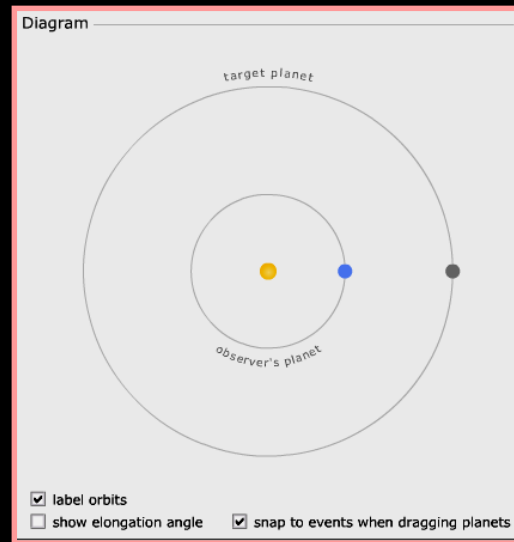 Diagram
target planet
observer's planet
label orbits
show elongation angle
snap to events when dragging planets